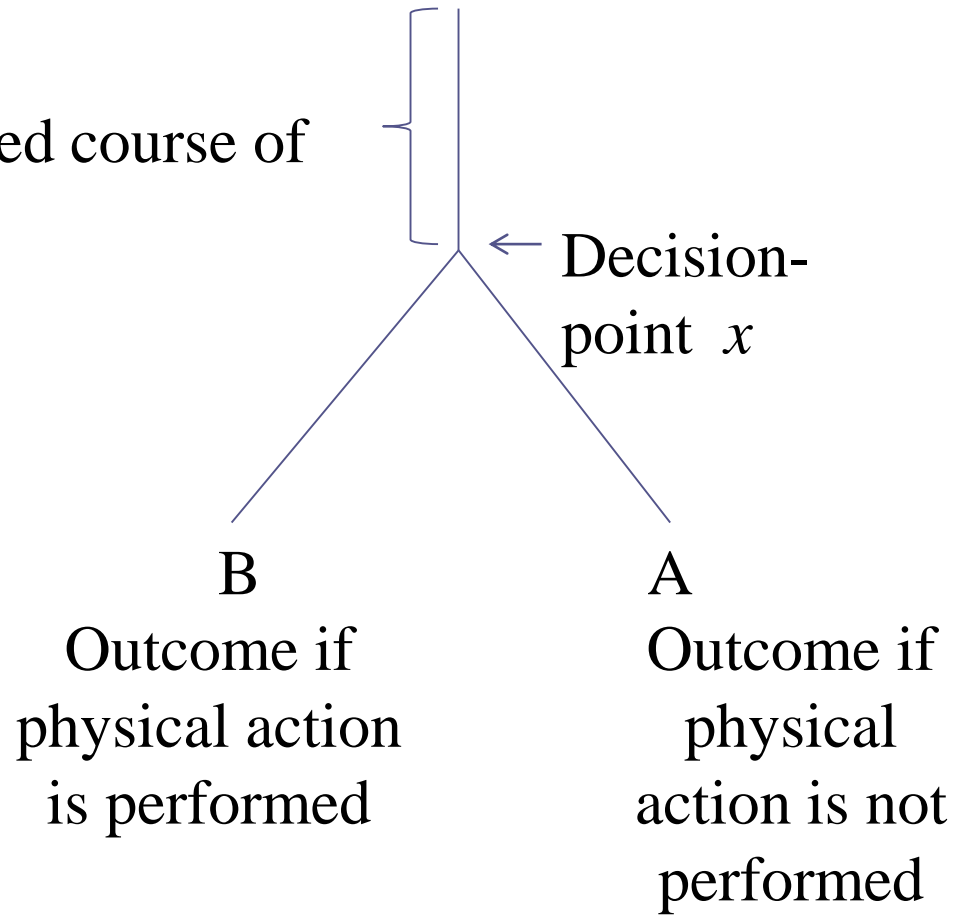 ed course of
Decision-
point x
B
Outcome if
physical action
is performed
A
Outcome if
physical
action is not
performed